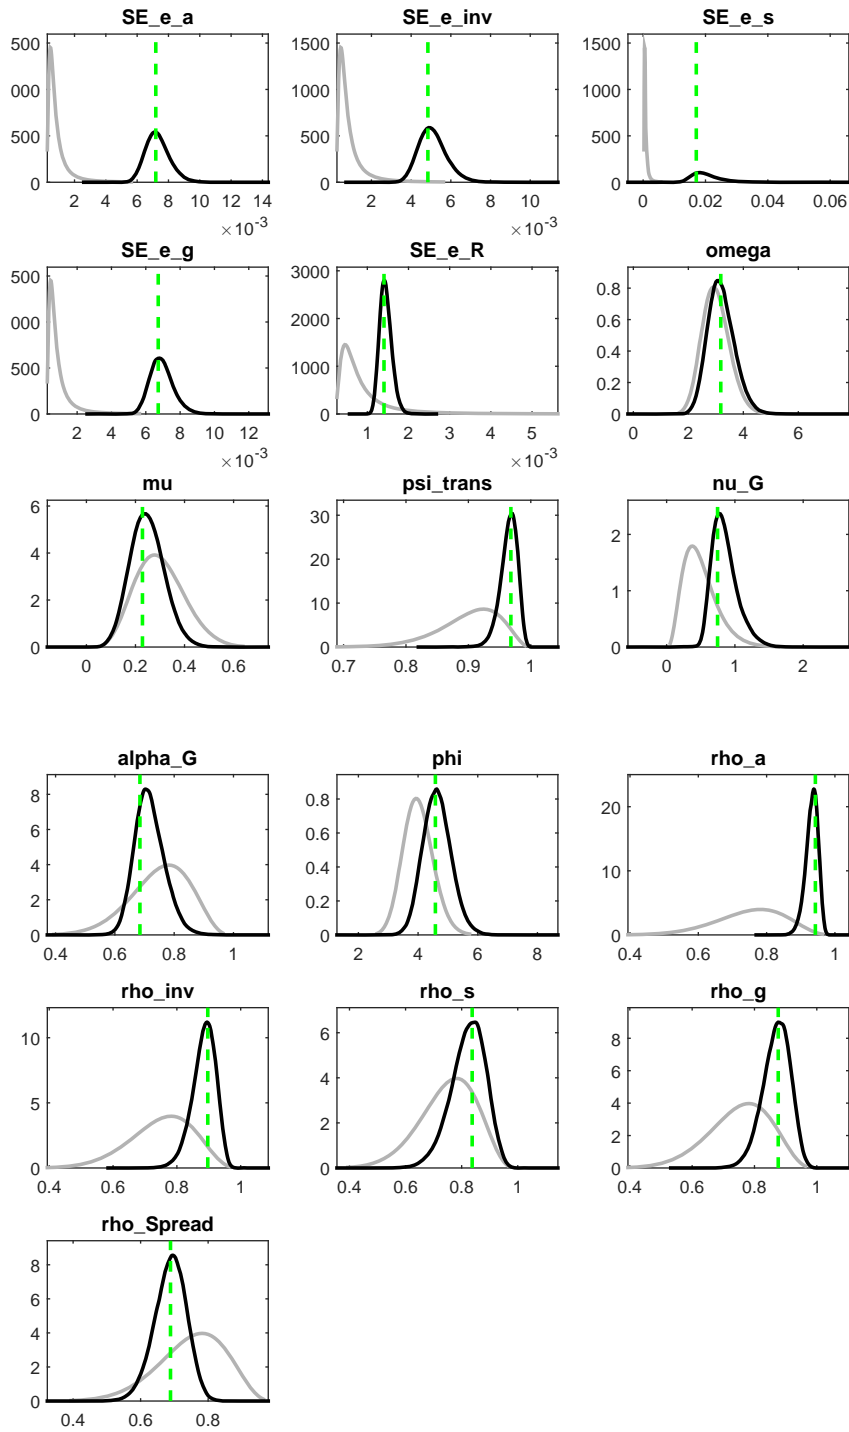 SE_e_a SE_e_inv SE_e_s
500 1500 1500
000 1000 1000
500 500 500
0 0 0
2 4 6 8 10 12 14 2 4 6 8 10 0 0.02 0.04 0.06
×10⁻³ ×10⁻³
SE_e_g SE_e_R omega
500 3000 0.8
000 2000 0.6
500 1000 0.4
0 0 0.2
0
2 4 6 8 10 12 1 2 3 4 5 0 2 4 6
×10⁻³ ×10⁻³
mu psi_trans nu_G
6 30 2
4 20 1
2 10 0
0 0
0 0.2 0.4 0.6 0.7 0.8 0.9 1 0 1 2
alpha_G phi rho_a
8 0.8 20
6 0.6 10
4 0.4 0
2 0.2
0 0
0.4 0.6 0.8 1 2 4 6 8 0.4 0.6 0.8 1
rho_inv rho_s rho_g
10 6 8
5 4 6
0 2 4
0 2
0
0.4 0.6 0.8 1 0.4 0.6 0.8 1 0.4 0.6 0.8 1
rho_Spread
8
6
4
2
0
0.4 0.6 0.8